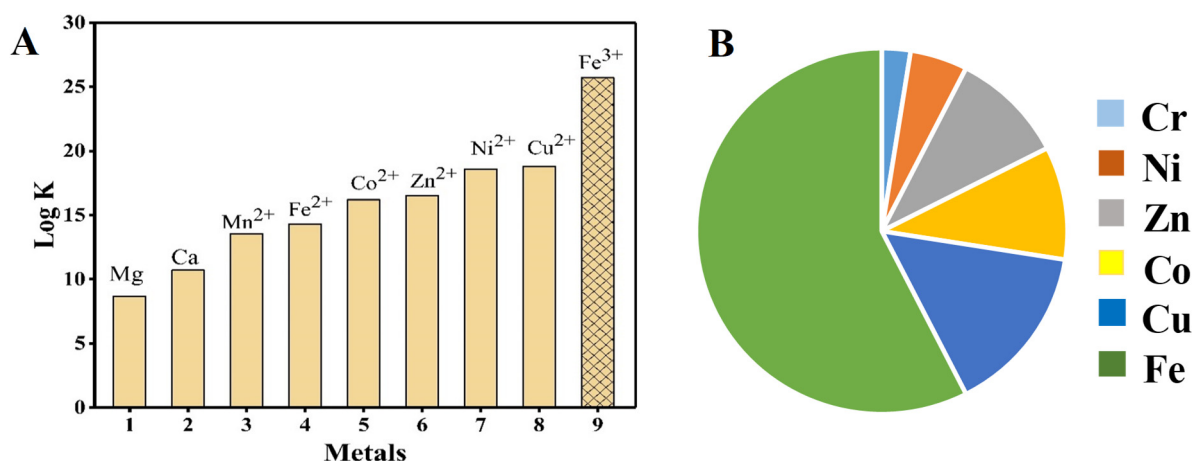 A
Log K
30
25
20
15
10
5
0
Mg
Ca
Mn2+
Fe2+
Co2+
Zn2+
Ni2+
Cu2+
Fe3+
1 2 3 4 5 6 7 8 9
Metals
B
Cr
Ni
Zn
Co
Cu
Fe